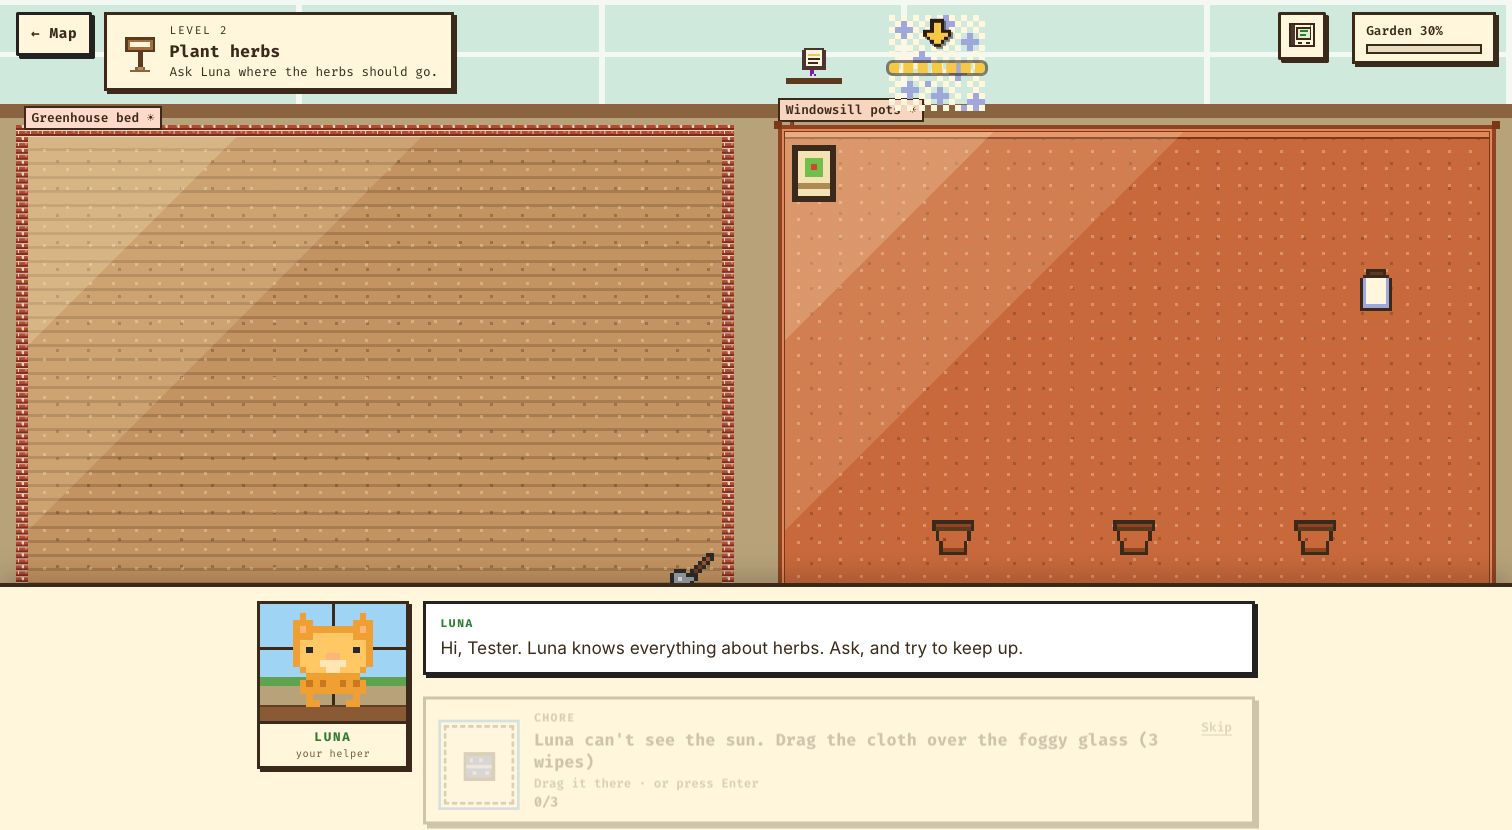 ← Map
LEVEL 2
Plant herbs
Ask Luna where the herbs should go.
Garden 30%
Greenhouse bed ☀
Windowsill pots
LUNA
Hi, Tester. Luna knows everything about herbs. Ask, and try to keep up.
LUNA
your helper
CHORE
Skip
Luna can't see the sun. Drag the cloth over the foggy glass (3
wipes)
Drag it there · or press Enter
0/3